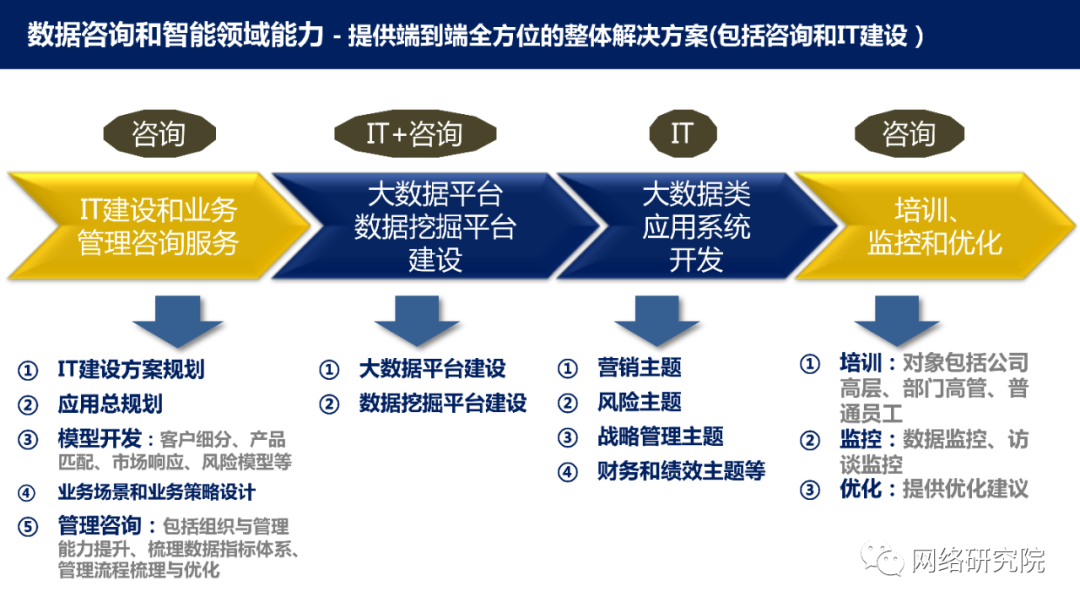 数据咨询和智能领域能力 - 提供端到端全方位的整体解决方案(包括咨询和IT建设）
咨询
IT+咨询
IT
咨询
IT建设和业务
管理咨询服务
大数据平台
数据挖掘平台
建设
大数据类
应用系统
开发
培训、
监控和优化
① IT建设方案规划
② 应用总规划
③ 模型开发：客户细分、产品
匹配、市场响应、风险模型等
④ 业务场景和业务策略设计
⑤ 管理咨询：包括组织与管理
能力提升、梳理数据指标体系、
管理流程梳理与优化
① 大数据平台建设
② 数据挖掘平台建设
① 营销主题
② 风险主题
③ 战略管理主题
④ 财务和绩效主题等
① 培训：对象包括公司
高层、部门高管、普
通员工
② 监控：数据监控、访
谈监控
③ 优化：提供优化建议
网络研究院